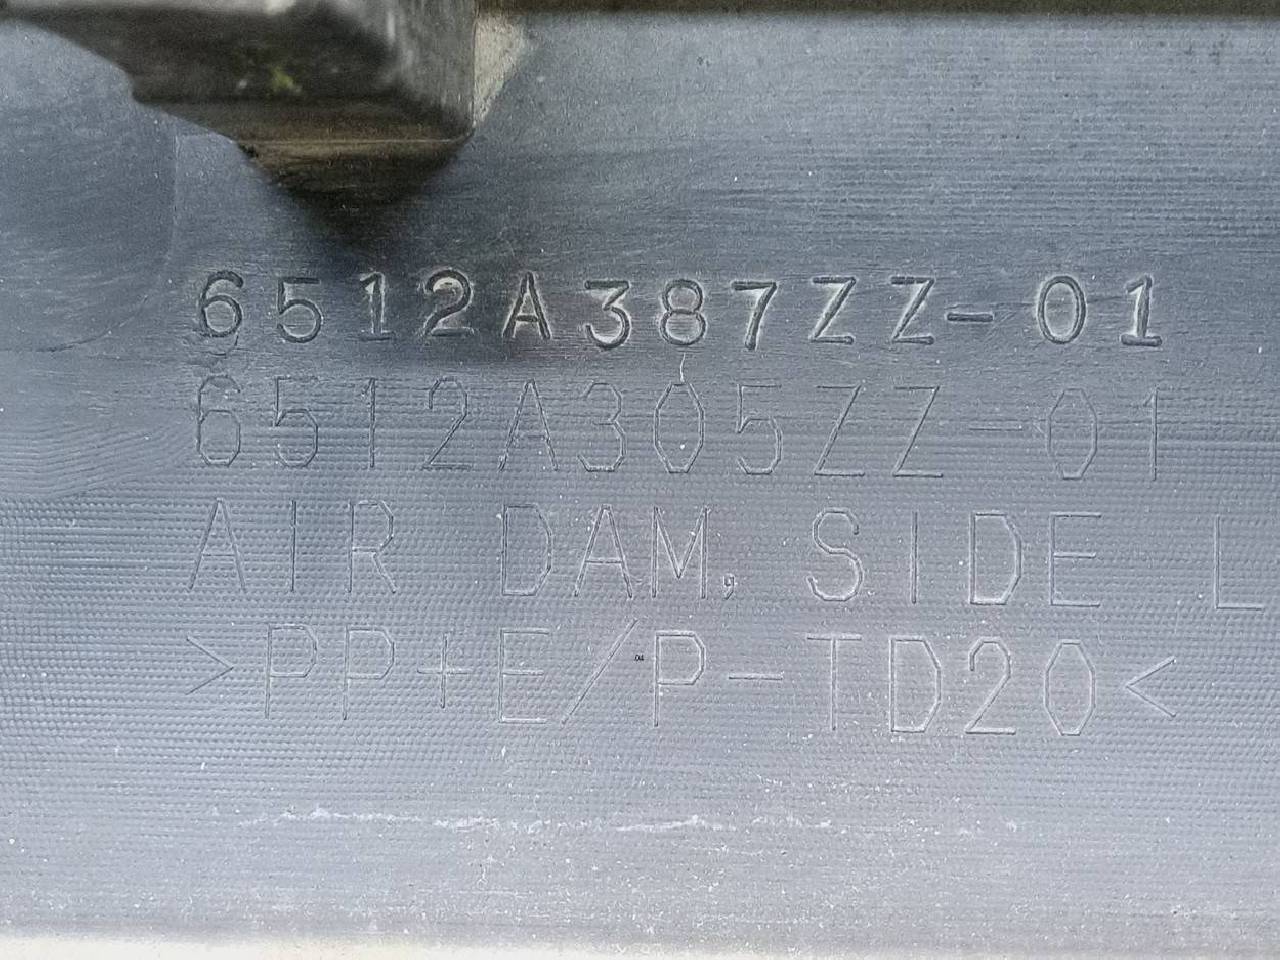 6512A387ZZ-01
6512A305ZZ-01
AIR DAM, SIDE L
>PP+E/P-TD20<